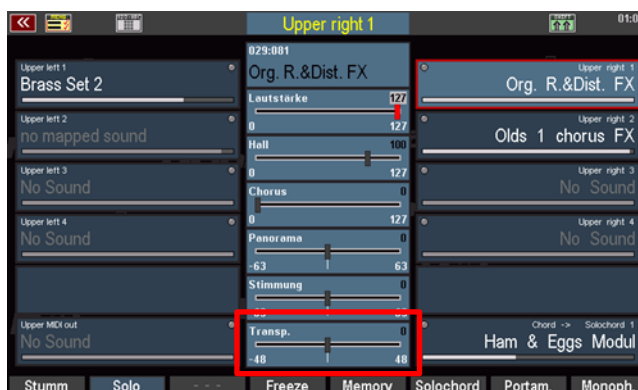 Upper right 1
01:0
029:081
Org. R.&Dist. FX
Upper left 1
Brass Set 2
Upper left 2
no mapped sound
Upper left 3
No Sound
Upper left 4
No Sound
Upper MIDI out
No Sound
Lautstärke 127
0 127
Hall 100
0 127
Chorus 0
0 127
Panorama 0
-63 63
Stimmung 0
Transp. 0
-48 48
Upper right 1
Org. R.&Dist. FX
Upper right 2
Olds 1 chorus FX
Upper right 3
No Sound
Upper right 4
No Sound
Chord -> Solochord 1
Ham & Eggs Modul
Stumm Solo - - - Freeze Memory Solochord Portam. Monoph.